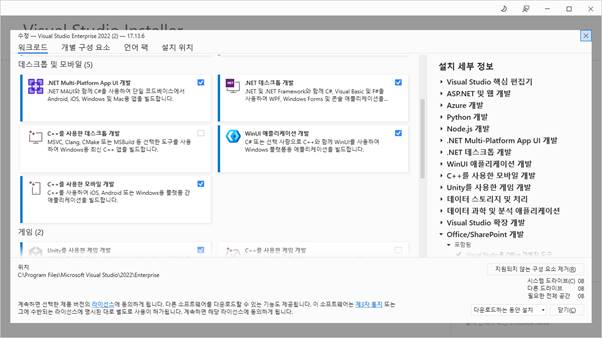 Visual Studio Installer
수정 — Visual Studio Enterprise 2022 (2) — 17.13.6
워크로드 개별 구성 요소 언어 팩 설치 위치
데스크톱 및 모바일 (5)
.NET Multi-Platform App UI 개발
.NET MAUI와 함께 C#을 사용하여 단일 코드베이스에서
Android, iOS, Windows 및 Mac용 앱을 빌드합니다.
.NET 데스크톱 개발
.NET 및 .NET Framework와 함께 C#, Visual Basic 및 F#을
사용하여 WPF, Windows Forms 및 콘솔 애플리케이션을...
C++를 사용한 데스크톱 개발
MSVC, Clang, CMake 또는 MSBuild 등 선택한 도구를 사용
하여 Windows용 최신 C++ 앱을 빌드합니다.
WinUI 애플리케이션 개발
C# 또는 선택 사항으로 C++와 함께 WinUI를 사용하여
Windows 플랫폼용 애플리케이션을 빌드합니다.
C++를 사용한 모바일 개발
C++를 사용하여 iOS, Android 또는 Windows용 플랫폼 간
애플리케이션을 빌드합니다.
게임 (2)
Unity를 사용한 게임 개발
C++를 사용한 게임 개발
설치 세부 정보
Visual Studio 핵심 편집기
ASP.NET 및 웹 개발
Azure 개발
Python 개발
Node.js 개발
.NET Multi-Platform App UI 개발
.NET 데스크톱 개발
WinUI 애플리케이션 개발
C++를 사용한 모바일 개발
Unity를 사용한 게임 개발
데이터 스토리지 및 처리
데이터 과학 및 분석 애플리케이션
Visual Studio 확장 개발
Office/SharePoint 개발
포함됨
위치
C:\Program Files\Microsoft Visual Studio\2022\Enterprise
지원되지 않는 구성 요소 제거(R)
시스템 드라이브(C:) 0B
다른 드라이브 0B
필요한 전체 공간 0B
계속하면 선택한 제품 버전의 라이선스에 동의하게 됩니다. 다른 소프트웨어를 다운로드할 수 있는 기능도 제공됩니다. 이 소프트웨어는 제3자 통지 또는
그에 수반되는 라이선스에 명시된 대로 별도로 사용이 허가됩니다. 계속하면 해당 라이선스에 동의하게 됩니다.
다운로드하는 동안 설치
닫기(L)